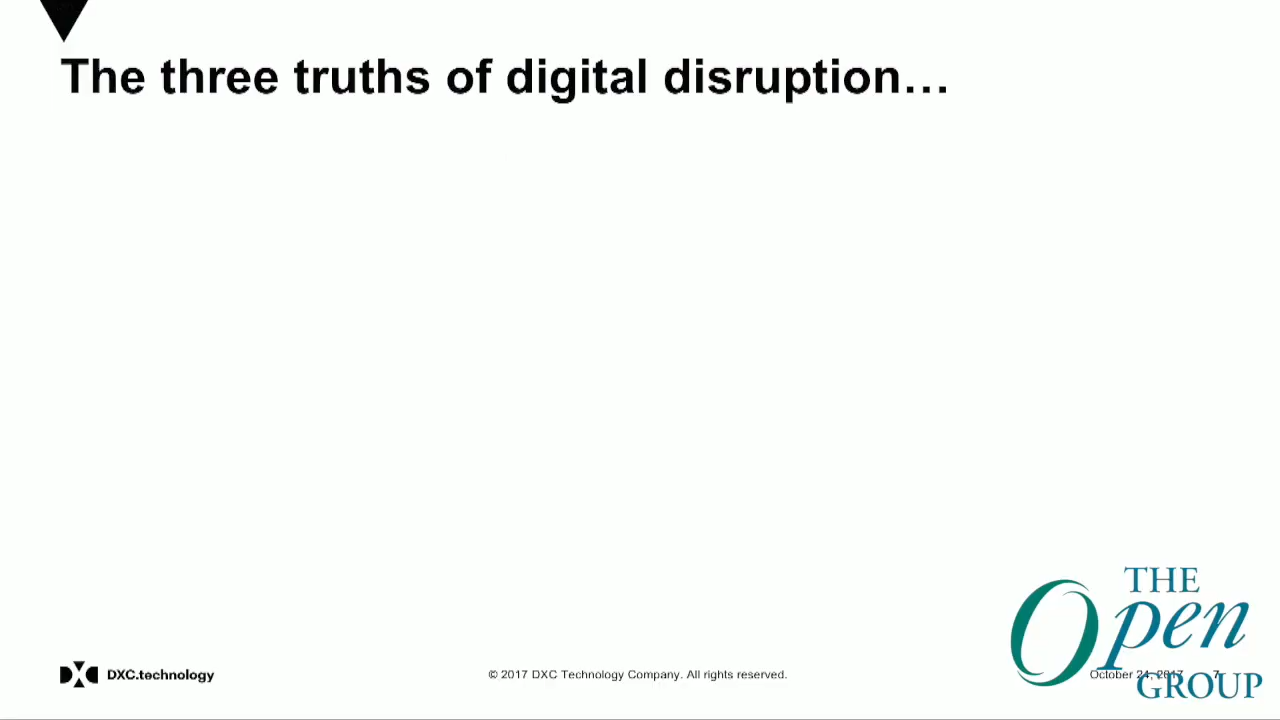 The three truths of digital disruption…
DXC.technology
© 2017 DXC Technology Company. All rights reserved.
October 24, 2017
7
THE
Open
GROUP